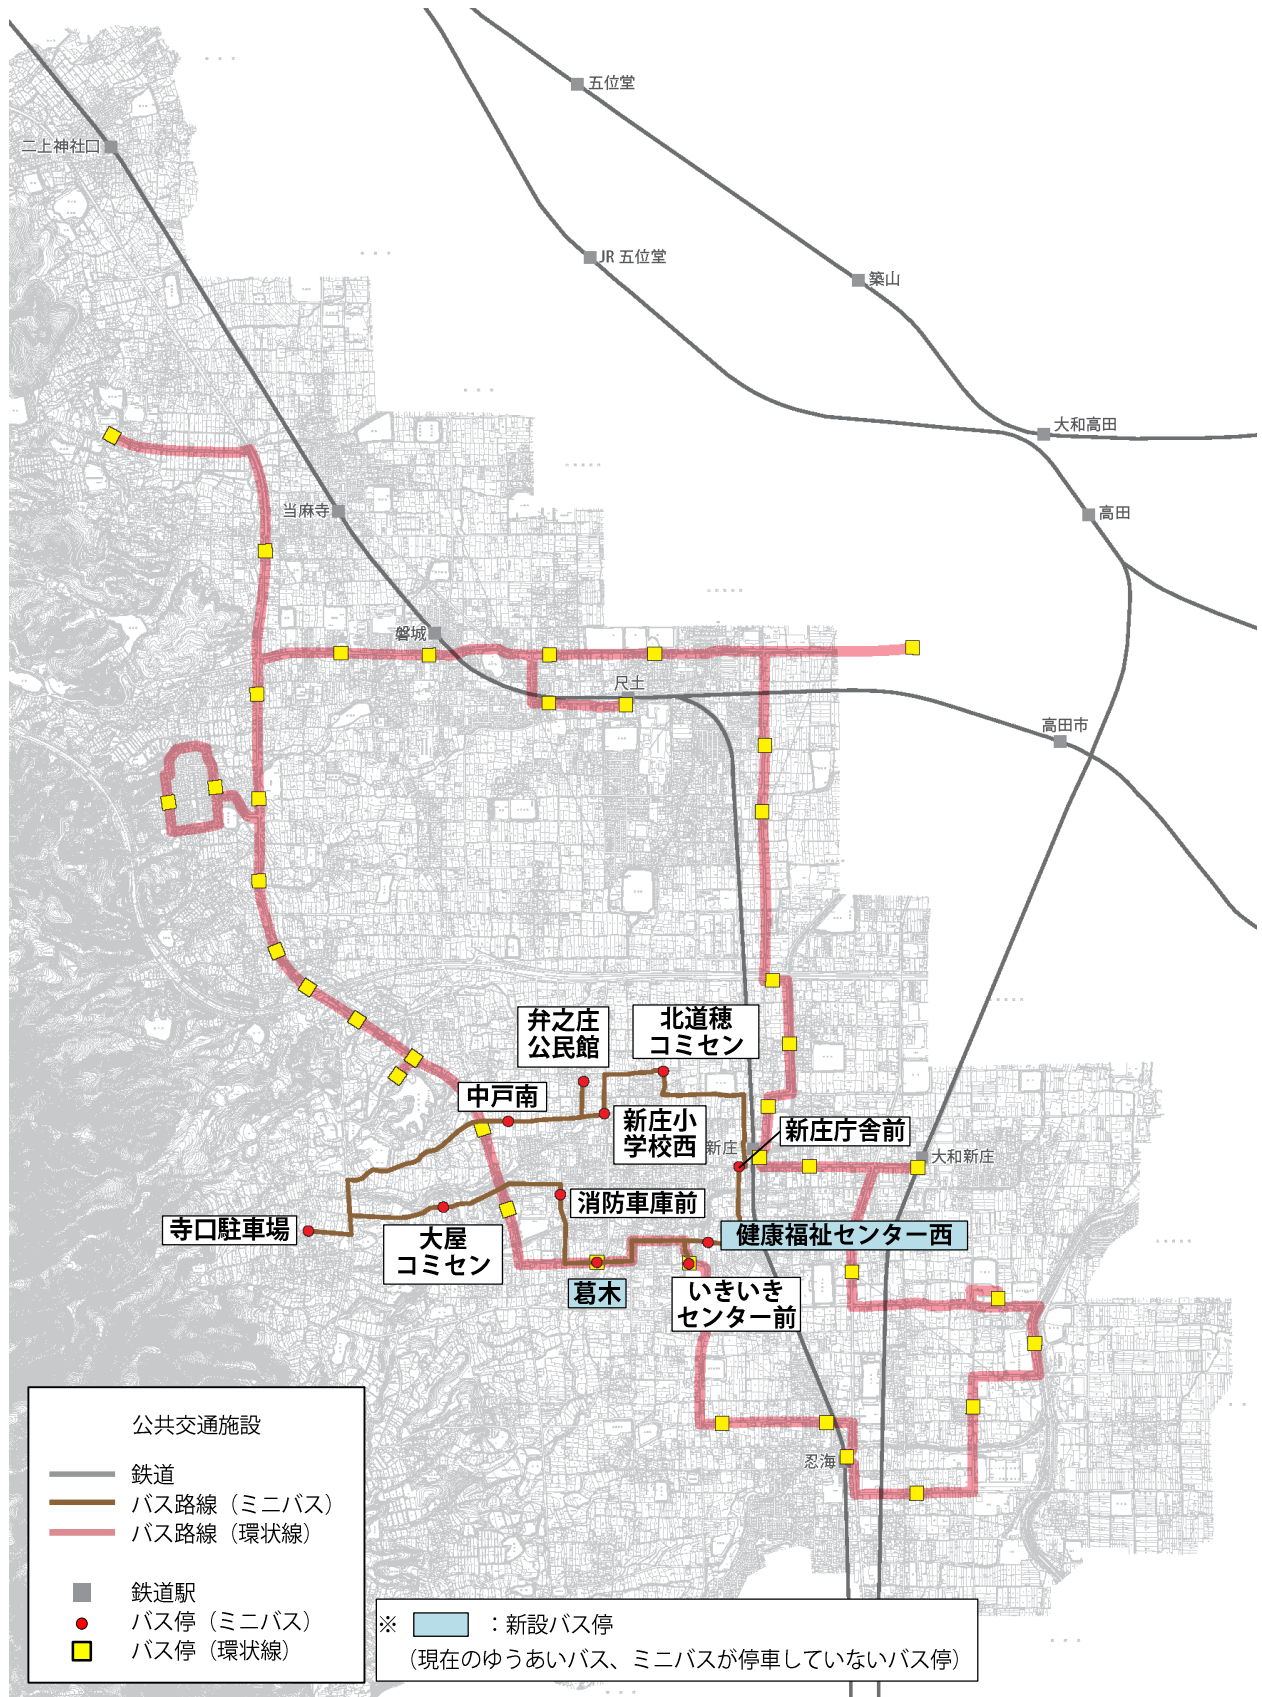 五位堂
二上神社口
JR 五位堂
築山
大和高田
当麻寺
高田
磐城
尺土
高田市
弁之庄
公民館
北道穂
コミセン
中戸南
新庄小
学校西
新庄
新庄庁舎前
大和新庄
消防車庫前
寺口駐車場
大屋
コミセン
健康福祉センター西
葛木
いきいき
センター前
忍海
公共交通施設
鉄道
バス路線（ミニバス）
バス路線（環状線）
鉄道駅
バス停（ミニバス）
バス停（環状線）
※ ：新設バス停
（現在のゆうあいバス、ミニバスが停車していないバス停）